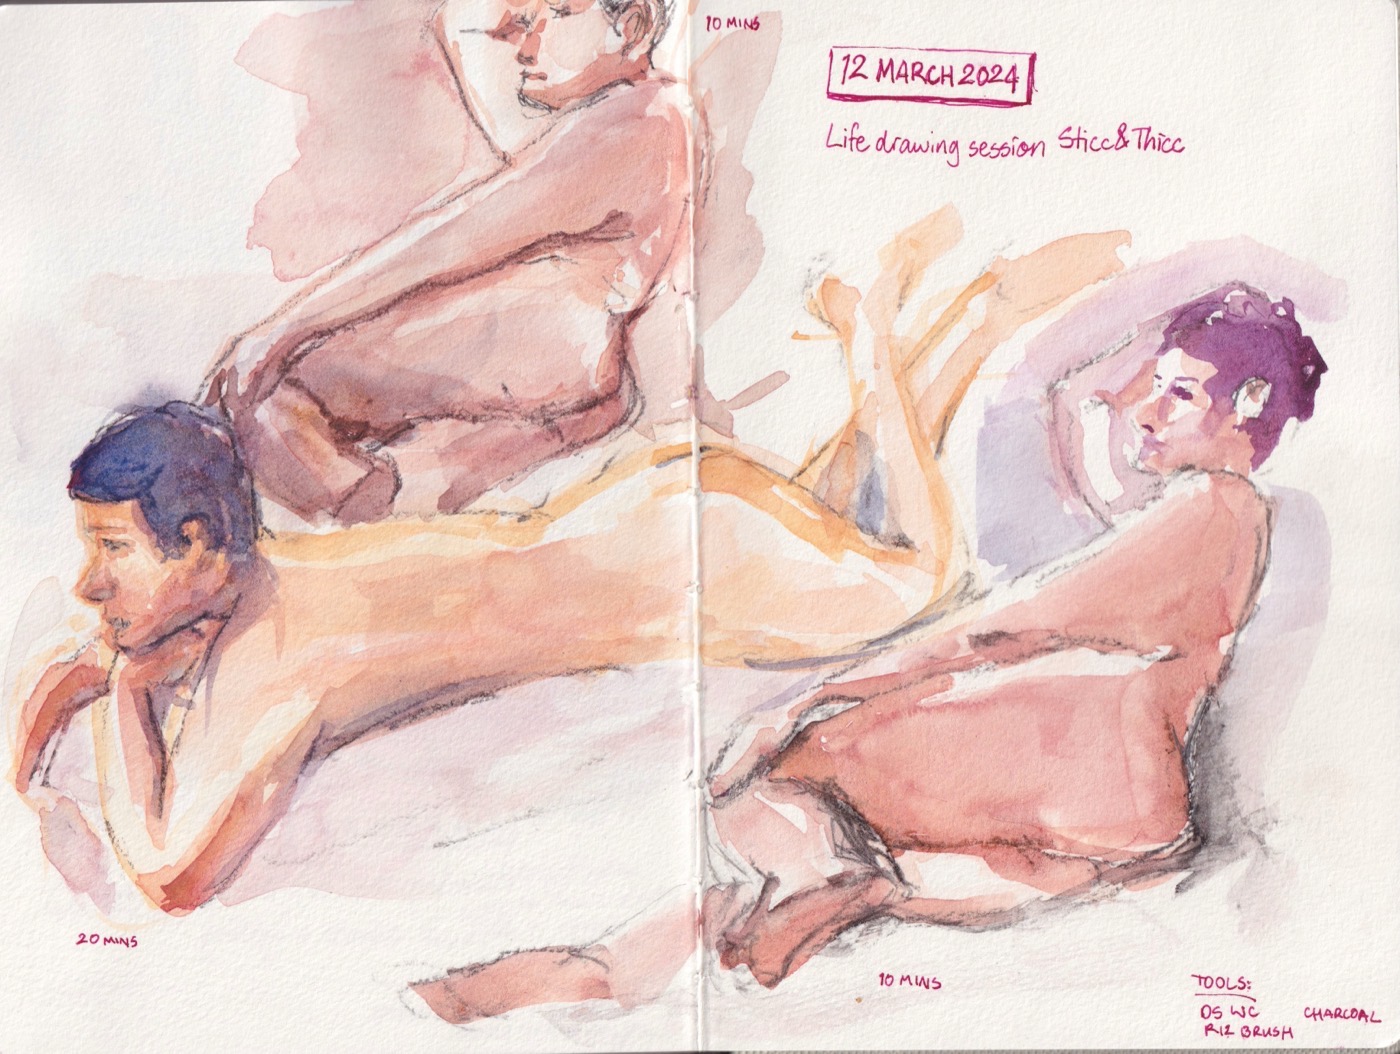 10 MINS
12 MARCH 2024
Life drawing session Sticc&Thicc
20 MINS
10 MINS
TOOLS:
DS WC CHARCOAL
R12 BRUSH